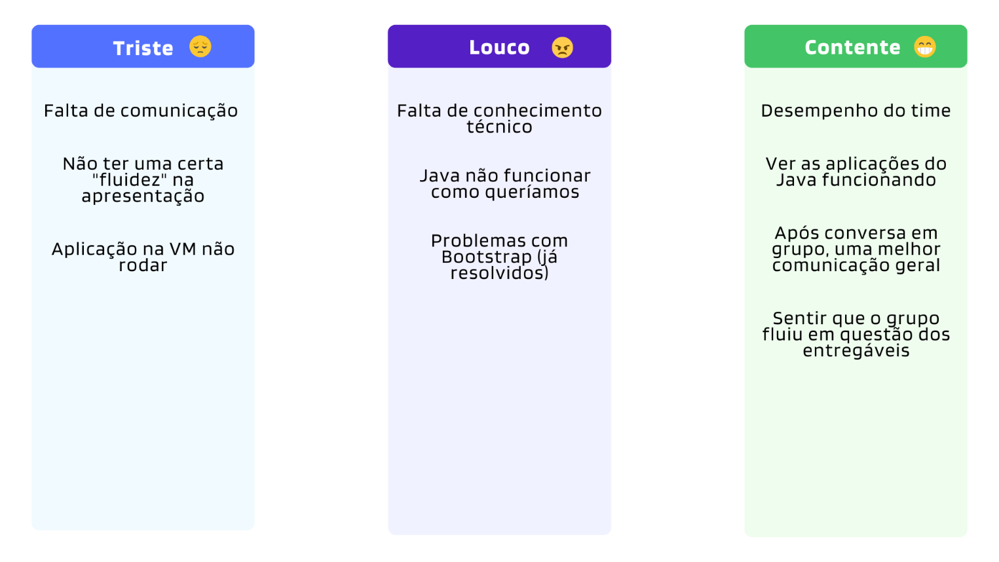 Triste
Falta de comunicação
Não ter uma certa
"fluidez" na
apresentação
Aplicação na VM não
rodar
Louco
Falta de conhecimento
técnico
Java não funcionar
como queríamos
Problemas com
Bootstrap (já
resolvidos)
Contente
Desempenho do time
Ver as aplicações do
Java funcionando
Após conversa em
grupo, uma melhor
comunicação geral
Sentir que o grupo
fluiu em questão dos
entregáveis